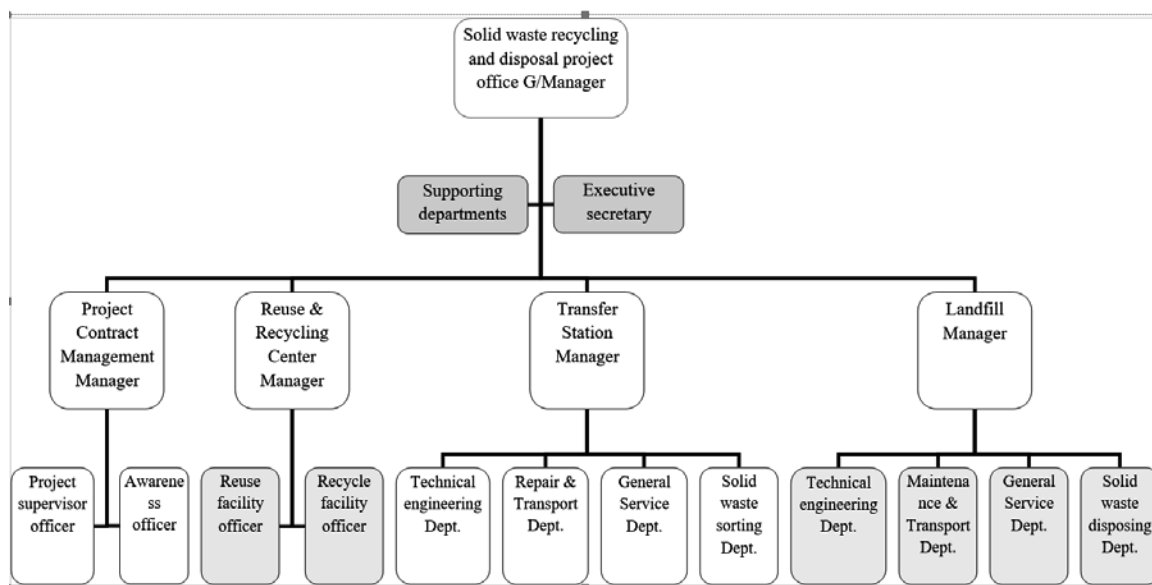 Solid waste recycling
and disposal project
office G/Manager
Supporting
departments
Executive
secretary
Project
Contract
Management
Manager
Reuse &
Recycling
Center
Manager
Transfer
Station
Manager
Landfill
Manager
Project
supervisor
officer
Awarene
ss
officer
Reuse
facility
officer
Recycle
facility
officer
Technical
engineering
Dept.
Repair &
Transport
Dept.
General
Service
Dept.
Solid
waste
sorting
Dept.
Technical
engineering
Dept.
Maintena
nce &
Transport
Dept.
General
Service
Dept.
Solid
waste
disposing
Dept.